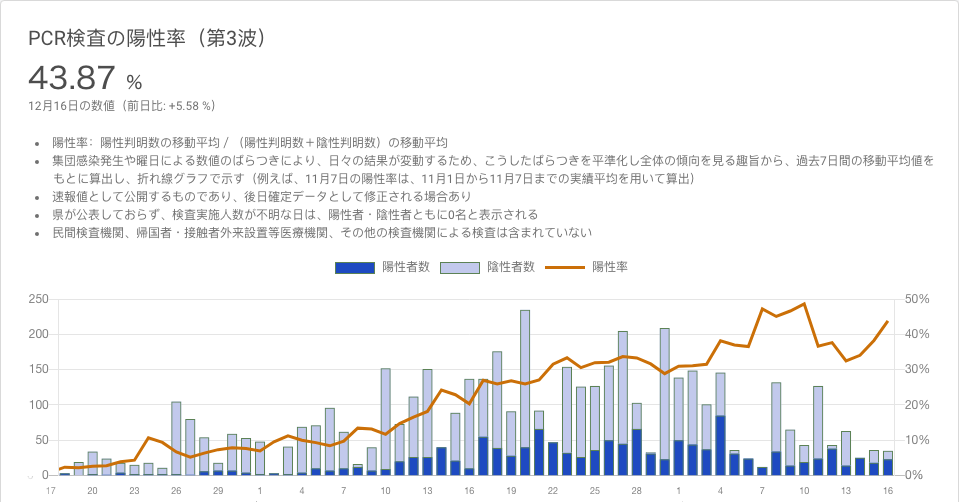 PCR検査の陽性率（第3波）
43.87 %
12月16日の数値（前日比: +5.58 %）
• 陽性率：陽性判明数の移動平均 / （陽性判明数＋陰性判明数）の移動平均
• 集団感染発生や曜日による数値のばらつきにより、日々の結果が変動するため、こうしたばらつきを平準化し全体の傾向を見る趣旨から、過去7日間の移動平均値を
もとに算出し、折れ線グラフで示す（例えば、11月7日の陽性率は、11月1日から11月7日までの実績平均を用いて算出）
• 速報値として公開するものであり、後日確定データとして修正される場合あり
• 県が公表しておらず、検査実施人数が不明な日は、陽性者・陰性者ともに0名と表示される
• 民間検査機関、帰国者・接触者外来設置等医療機関、その他の検査機関による検査は含まれていない
陽性者数 陰性者数 陽性率
250 50%
200 40%
150 30%
100 20%
50 10%
0 0%
17 20 23 26 29 1 4 7 10 13 16 19 22 25 28 1 4 7 10 13 16